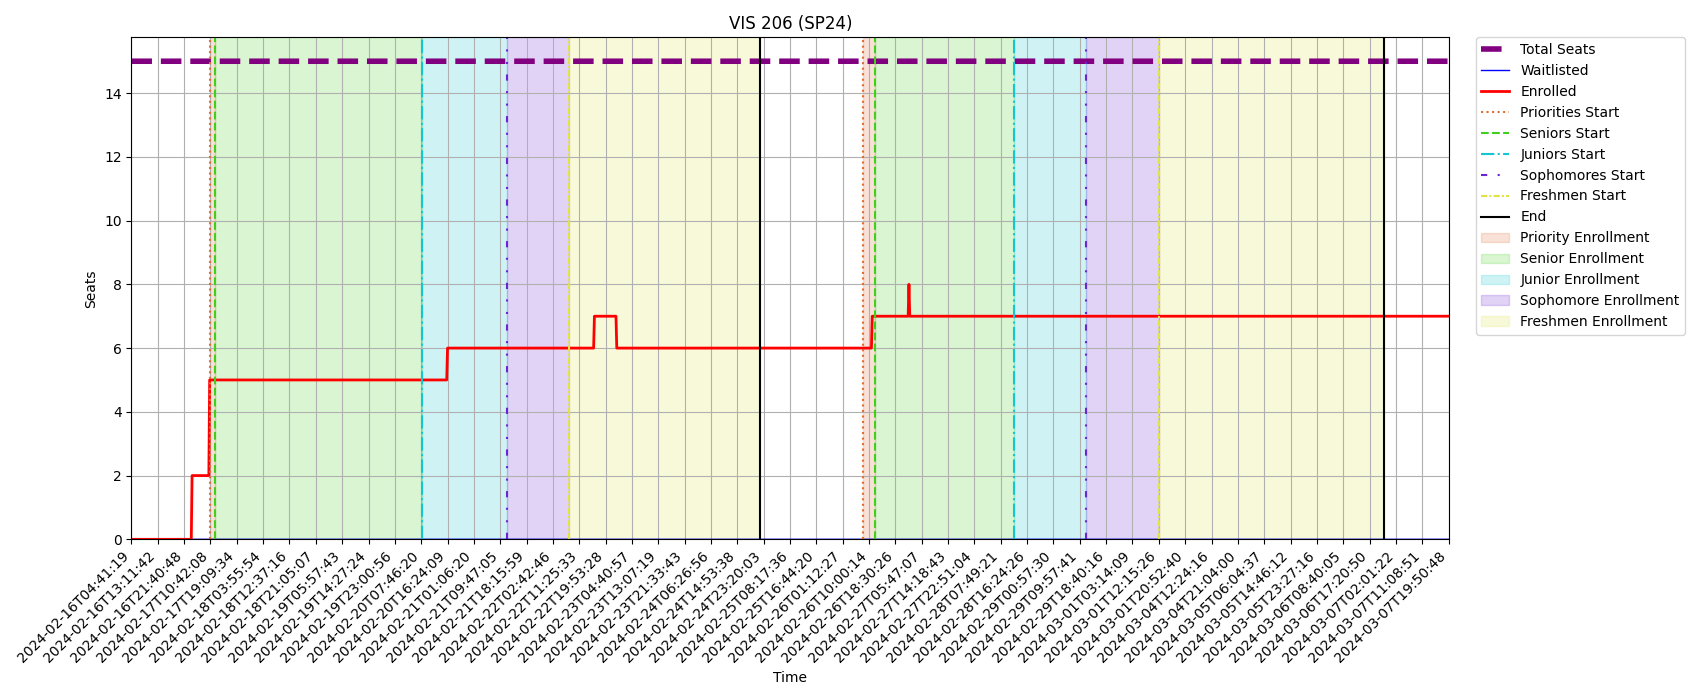 VIS 206 (SP24)
Seats
14
12
10
8
6
4
2
0
2024-02-16T04:41:19
2024-02-16T13:11:42
2024-02-16T21:40:48
2024-02-17T10:42:08
2024-02-17T19:09:34
2024-02-18T03:55:54
2024-02-18T12:37:16
2024-02-18T21:05:07
2024-02-19T05:57:43
2024-02-19T14:27:24
2024-02-19T23:00:56
2024-02-20T07:46:20
2024-02-20T16:24:09
2024-02-21T01:06:20
2024-02-21T09:47:05
2024-02-21T18:15:59
2024-02-22T02:42:46
2024-02-22T11:25:33
2024-02-22T19:53:28
2024-02-23T04:40:57
2024-02-23T13:07:19
2024-02-23T21:33:43
2024-02-24T06:26:56
2024-02-24T14:53:38
2024-02-24T23:20:03
2024-02-25T08:17:36
2024-02-25T16:44:20
2024-02-26T01:12:27
2024-02-26T10:00:14
2024-02-26T18:30:26
2024-02-27T05:47:07
2024-02-27T14:18:43
2024-02-27T22:51:04
2024-02-28T07:49:21
2024-02-28T16:24:26
2024-02-29T00:57:30
2024-02-29T09:57:41
2024-02-29T18:40:16
2024-03-01T03:14:09
2024-03-01T12:15:26
2024-03-01T20:52:40
2024-03-04T12:24:16
2024-03-04T21:04:00
2024-03-05T06:04:37
2024-03-05T14:46:12
2024-03-05T23:27:16
2024-03-06T08:40:05
2024-03-06T17:20:50
2024-03-07T02:01:22
2024-03-07T11:08:51
2024-03-07T19:50:48
Time
Total Seats
Waitlisted
Enrolled
Priorities Start
Seniors Start
Juniors Start
Sophomores Start
Freshmen Start
End
Priority Enrollment
Senior Enrollment
Junior Enrollment
Sophomore Enrollment
Freshmen Enrollment